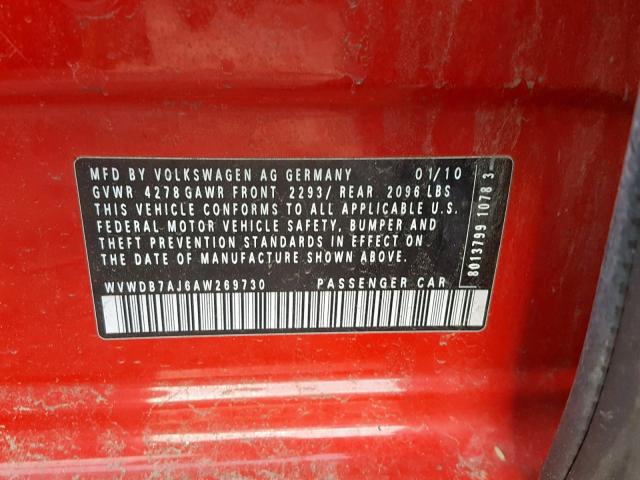 MFD BY VOLKSWAGEN AG GERMANY 01/10
GVWR 4278 GAWR FRONT 2293/ REAR 2096 LBS
THIS VEHICLE CONFORMS TO ALL APPLICABLE U.S.
FEDERAL MOTOR VEHICLE SAFETY, BUMPER AND
THEFT PREVENTION STANDARDS IN EFFECT ON
THE DATE OF MANUFACTURE SHOWN ABOVE.
WVWDB7AJ6AW269730 PASSENGER CAR
8013799 1078 3